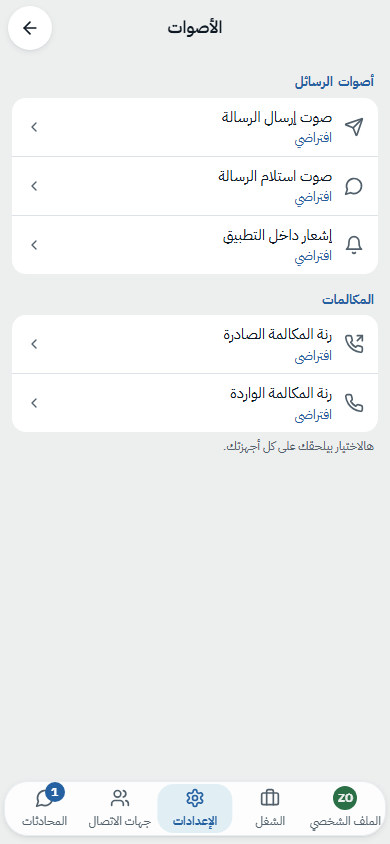 الأصوات
أصوات الرسائل
صوت إرسال الرسالة
افتراضي
صوت استلام الرسالة
افتراضي
إشعار داخل التطبيق
افتراضي
المكالمات
رنة المكالمة الصادرة
افتراضي
رنة المكالمة الواردة
افتراضي
هالاختيار بيلحقك على كل أجهزتك.
ZO
1
الملف الشخصي
الشغل
الإعدادات
جهات الاتصال
المحادثات